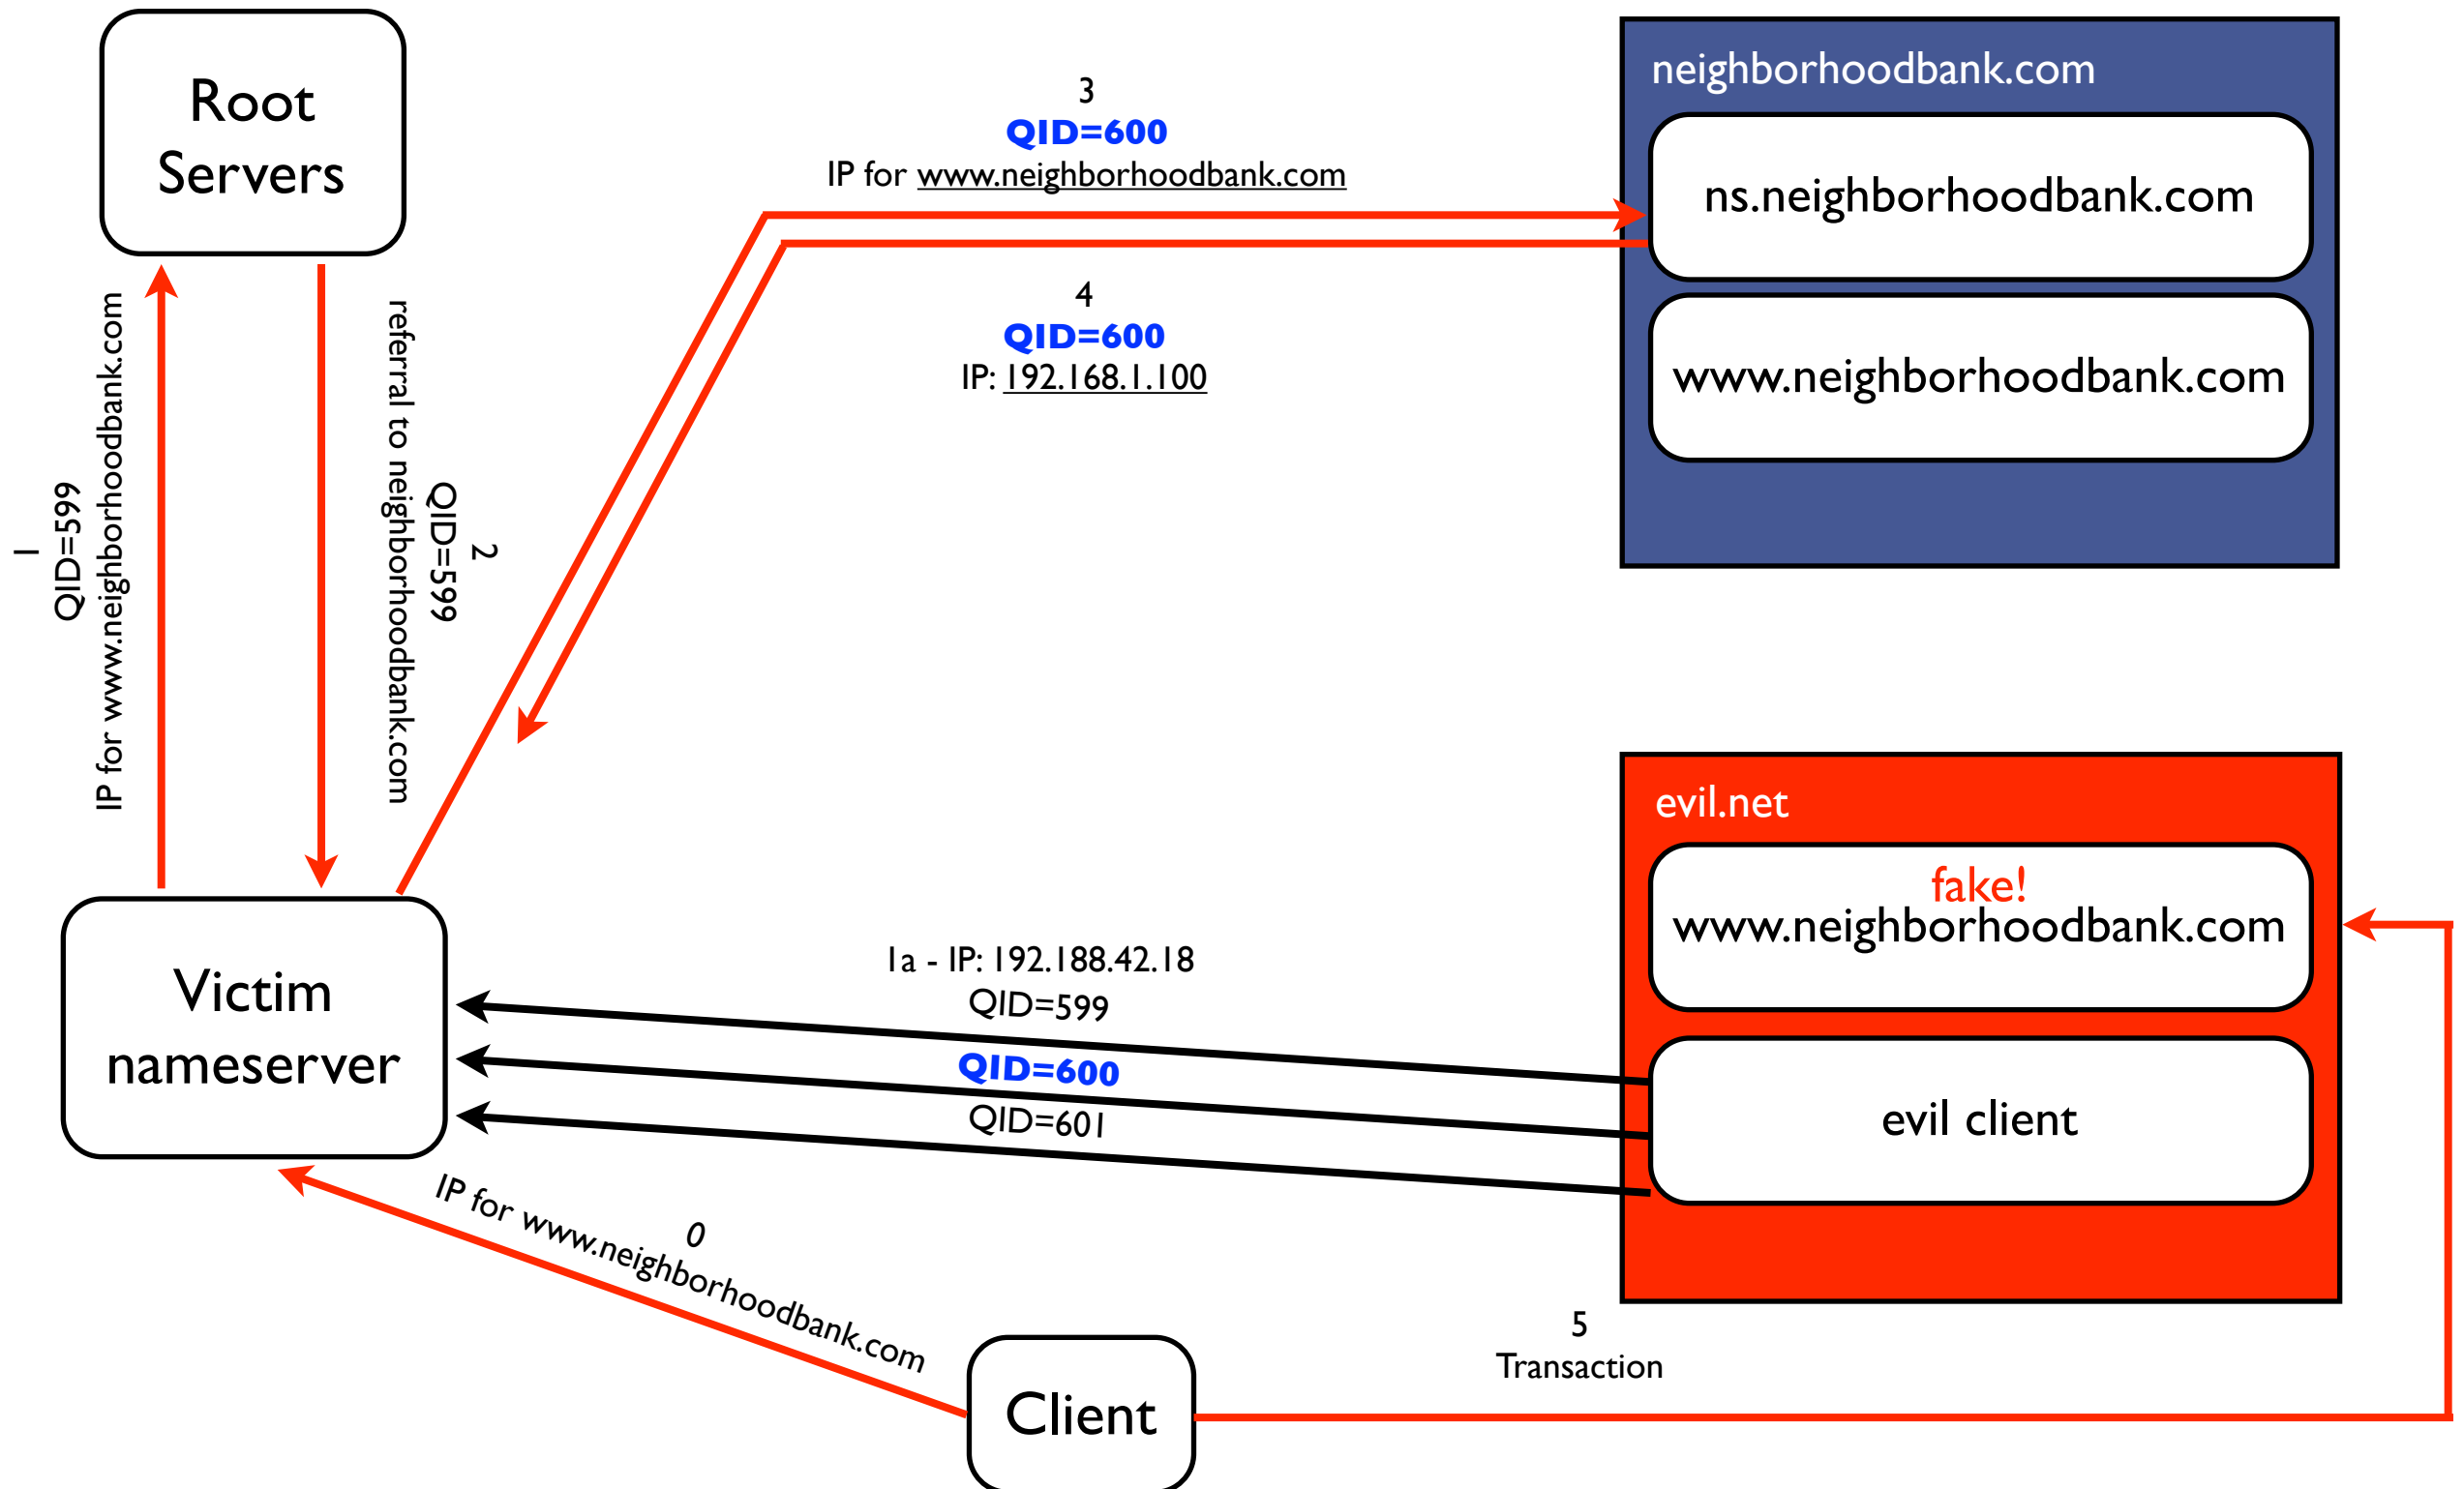 Root
Servers
1
QID=599
IP for www.neighborhoodbank.com
2
QID=599
referral to neighborhoodbank.com
3
QID=600
IP for www.neighborhoodbank.com
4
QID=600
IP: 192.168.1.100
neighborhoodbank.com
ns.neighborhoodbank.com
www.neighborhoodbank.com
Victim
nameserver
1a - IP: 192.188.42.18
QID=599
QID=600
QID=601
evil.net
fake!
www.neighborhoodbank.com
evil client
0
IP for www.neighborhoodbank.com
Client
5
Transaction